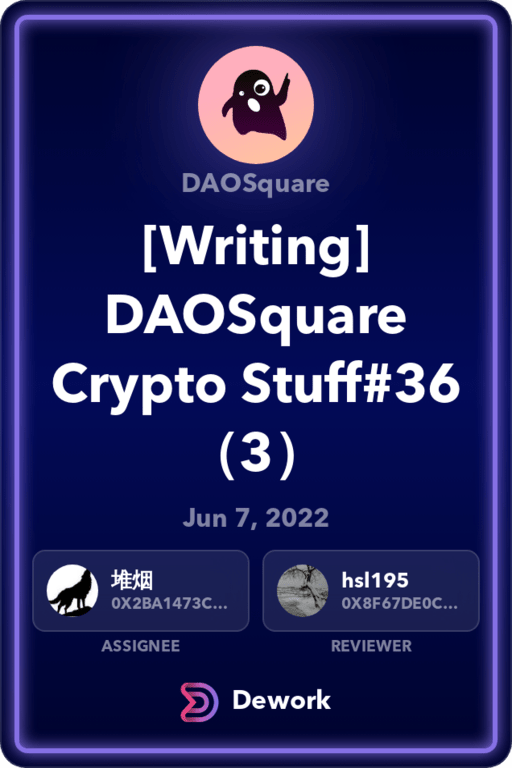 DAOSquare
[Writing]
DAOSquare
Crypto Stuff#36
（3）
Jun 7, 2022
堆烟
0X2BA1473C...
hsl195
0X8F67DE0C...
ASSIGNEE
REVIEWER
Dework